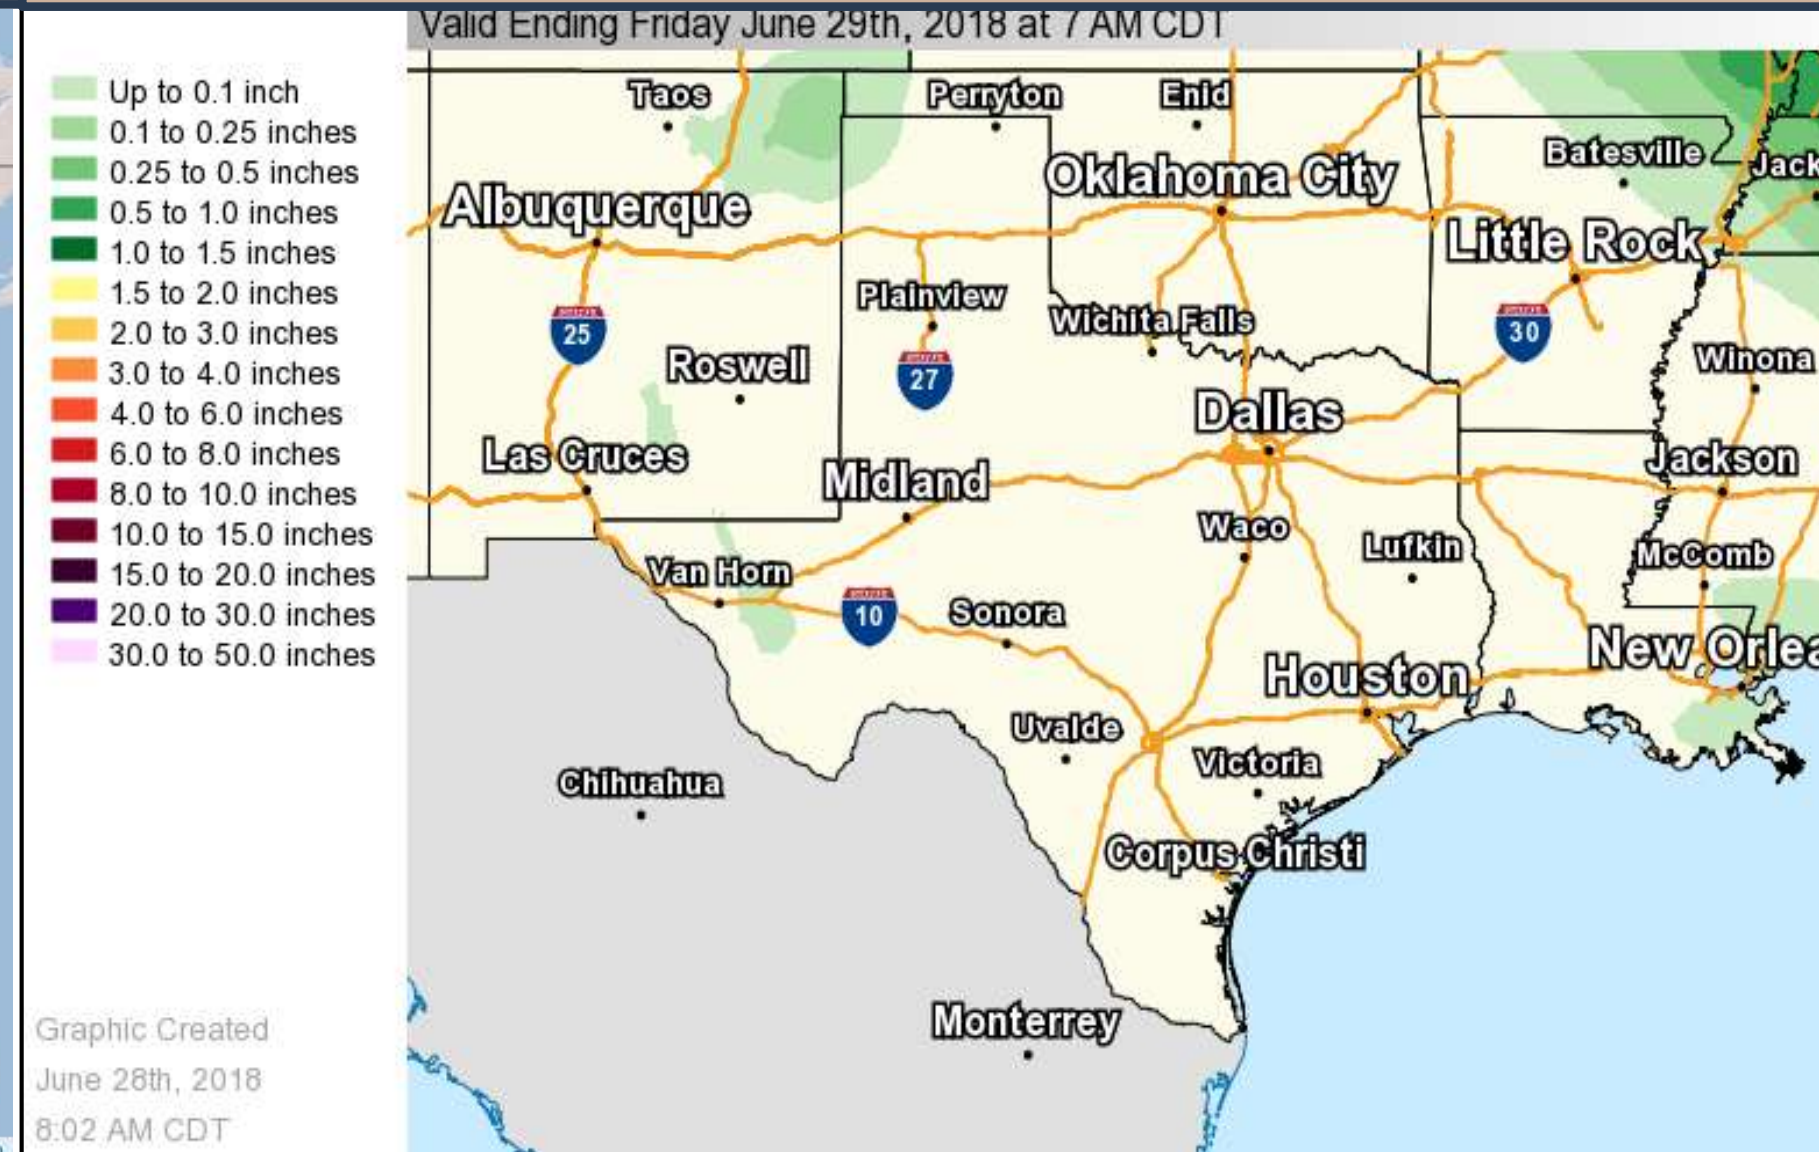 Valid Ending Friday June 29th, 2018 at 7 AM CDT
Up to 0.1 inch
0.1 to 0.25 inches
0.25 to 0.5 inches
0.5 to 1.0 inches
1.0 to 1.5 inches
1.5 to 2.0 inches
2.0 to 3.0 inches
3.0 to 4.0 inches
4.0 to 6.0 inches
6.0 to 8.0 inches
8.0 to 10.0 inches
10.0 to 15.0 inches
15.0 to 20.0 inches
20.0 to 30.0 inches
30.0 to 50.0 inches
Graphic Created
June 28th, 2018
8:02 AM CDT
Taos
Perryton
Enid
Batesville
Jack
Oklahoma City
Albuquerque
Little Rock
Plainview
Wichita Falls
25
30
Winona
Roswell
27
Dallas
Las Cruces
Midland
Jackson
Waco
Lufkin
McComb
Van Horn
10
Sonora
New Orlea
Houston
Uvalde
Victoria
Chihuahua
Corpus Christi
Monterrey